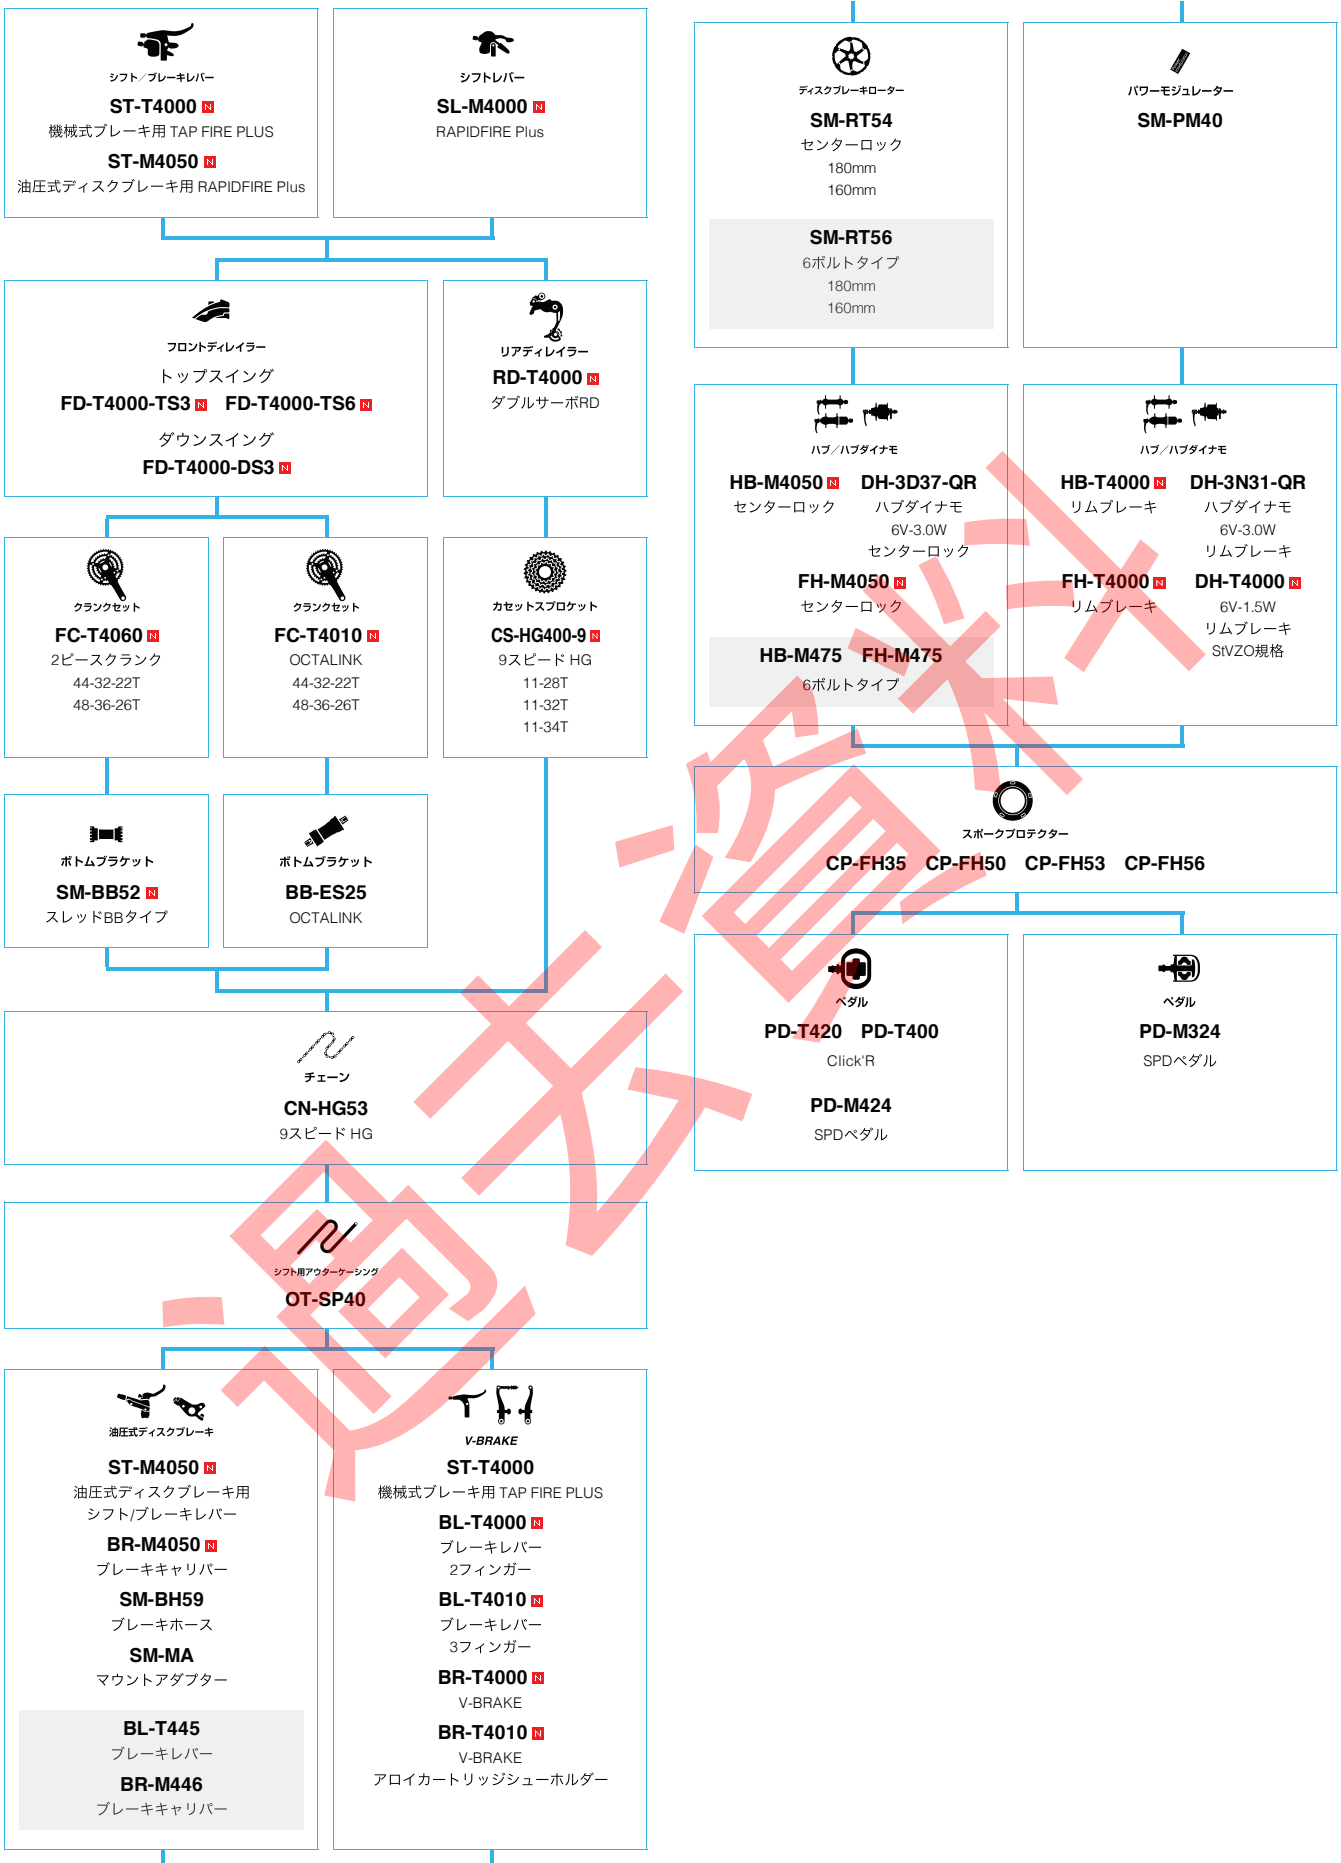 シフト／ブレーキレバー
ST-T4000 N
機械式ブレーキ用 TAP FIRE PLUS
ST-M4050 N
油圧式ディスクブレーキ用 RAPIDFIRE Plus
シフトレバー
SL-M4000 N
RAPIDFIRE Plus
フロントディレイラー
トップスイング
FD-T4000-TS3 N FD-T4000-TS6 N
ダウンスイング
FD-T4000-DS3 N
リアディレイラー
RD-T4000 N
ダブルサーボRD
クランクセット
FC-T4060 N
2ピースクランク
44-32-22T
48-36-26T
クランクセット
FC-T4010 N
OCTALINK
44-32-22T
48-36-26T
カセットスプロケット
CS-HG400-9 N
9スピード HG
11-28T
11-32T
11-34T
ボトムブラケット
SM-BB52 N
スレッドBBタイプ
ボトムブラケット
BB-ES25
OCTALINK
チェーン
CN-HG53
9スピード HG
シフト用アウターケーシング
OT-SP40
油圧式ディスクブレーキ
ST-M4050 N
油圧式ディスクブレーキ用
シフト/ブレーキレバー
BR-M4050 N
ブレーキキャリパー
SM-BH59
ブレーキホース
SM-MA
マウントアダプター
BL-T445
ブレーキレバー
BR-M446
ブレーキキャリパー
V-BRAKE
ST-T4000
機械式ブレーキ用 TAP FIRE PLUS
BL-T4000 N
ブレーキレバー
2フィンガー
BL-T4010 N
ブレーキレバー
3フィンガー
BR-T4000 N
V-BRAKE
BR-T4010 N
V-BRAKE
アロイカートリッジシューホルダー
ディスクブレーキローター
SM-RT54
センターロック
180mm
160mm
SM-RT56
6ボルトタイプ
180mm
160mm
パワーモジュレーター
SM-PM40
ハブ／ハブダイナモ
HB-M4050 N DH-3D37-QR
センターロック ハブダイナモ
6V-3.0W
センターロック
FH-M4050 N
センターロック
HB-M475 FH-M475
6ボルトタイプ
ハブ／ハブダイナモ
HB-T4000 N DH-3N31-QR
リムブレーキ ハブダイナモ
6V-3.0W
リムブレーキ
FH-T4000 N DH-T4000 N
リムブレーキ 6V-1.5W
リムブレーキ
StVZO規格
スポークプロテクター
CP-FH35 CP-FH50 CP-FH53 CP-FH56
ペダル
PD-T420 PD-T400
Click'R
PD-M424
SPDペダル
ペダル
PD-M324
SPDペダル
過去資料